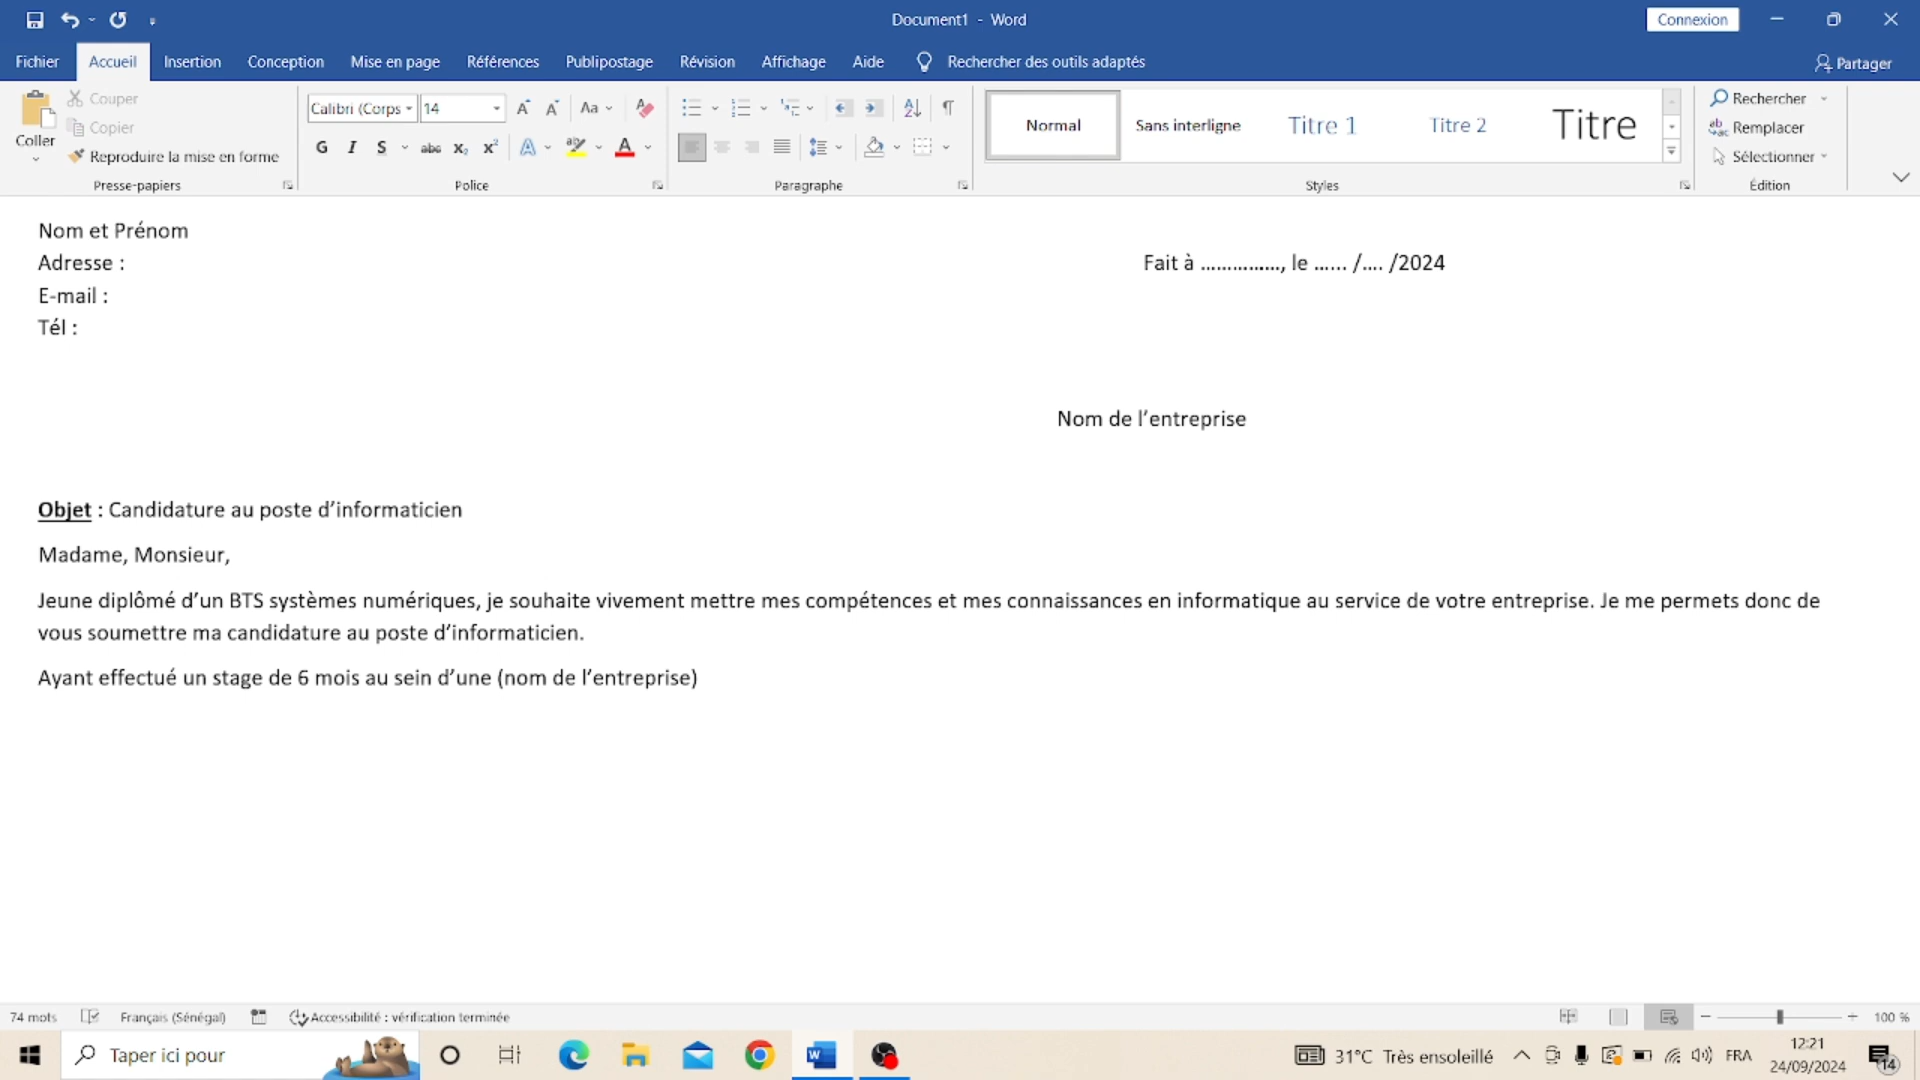 Document1 - Word
Connexion
Fichier Accueil Insertion Conception Mise en page Références Publipostage Révision Affichage Aide Rechercher des outils adaptés Partager
Coller
Couper
Copier
Reproduire la mise en forme
Presse-papiers
Calibri (Corps 14
Aa
G I S abc x₂ x² A A
Police
Paragraphe
Normal Sans interligne Titre 1 Titre 2 Titre
Styles
Rechercher
Remplacer
Sélectionner
Édition
Nom et Prénom
Adresse : Fait à ……………, le …… /…. /2024
E-mail :
Tél :
Nom de l’entreprise
Objet : Candidature au poste d’informaticien
Madame, Monsieur,
Jeune diplômé d’un BTS systèmes numériques, je souhaite vivement mettre mes compétences et mes connaissances en informatique au service de votre entreprise. Je me permets donc de
vous soumettre ma candidature au poste d’informaticien.
Ayant effectué un stage de 6 mois au sein d’une (nom de l’entreprise)
74 mots Français (Sénégal) Accessibilité : vérification terminée 100 %
Taper ici pour 31°C Très ensoleillé FRA 12:21
24/09/2024 14